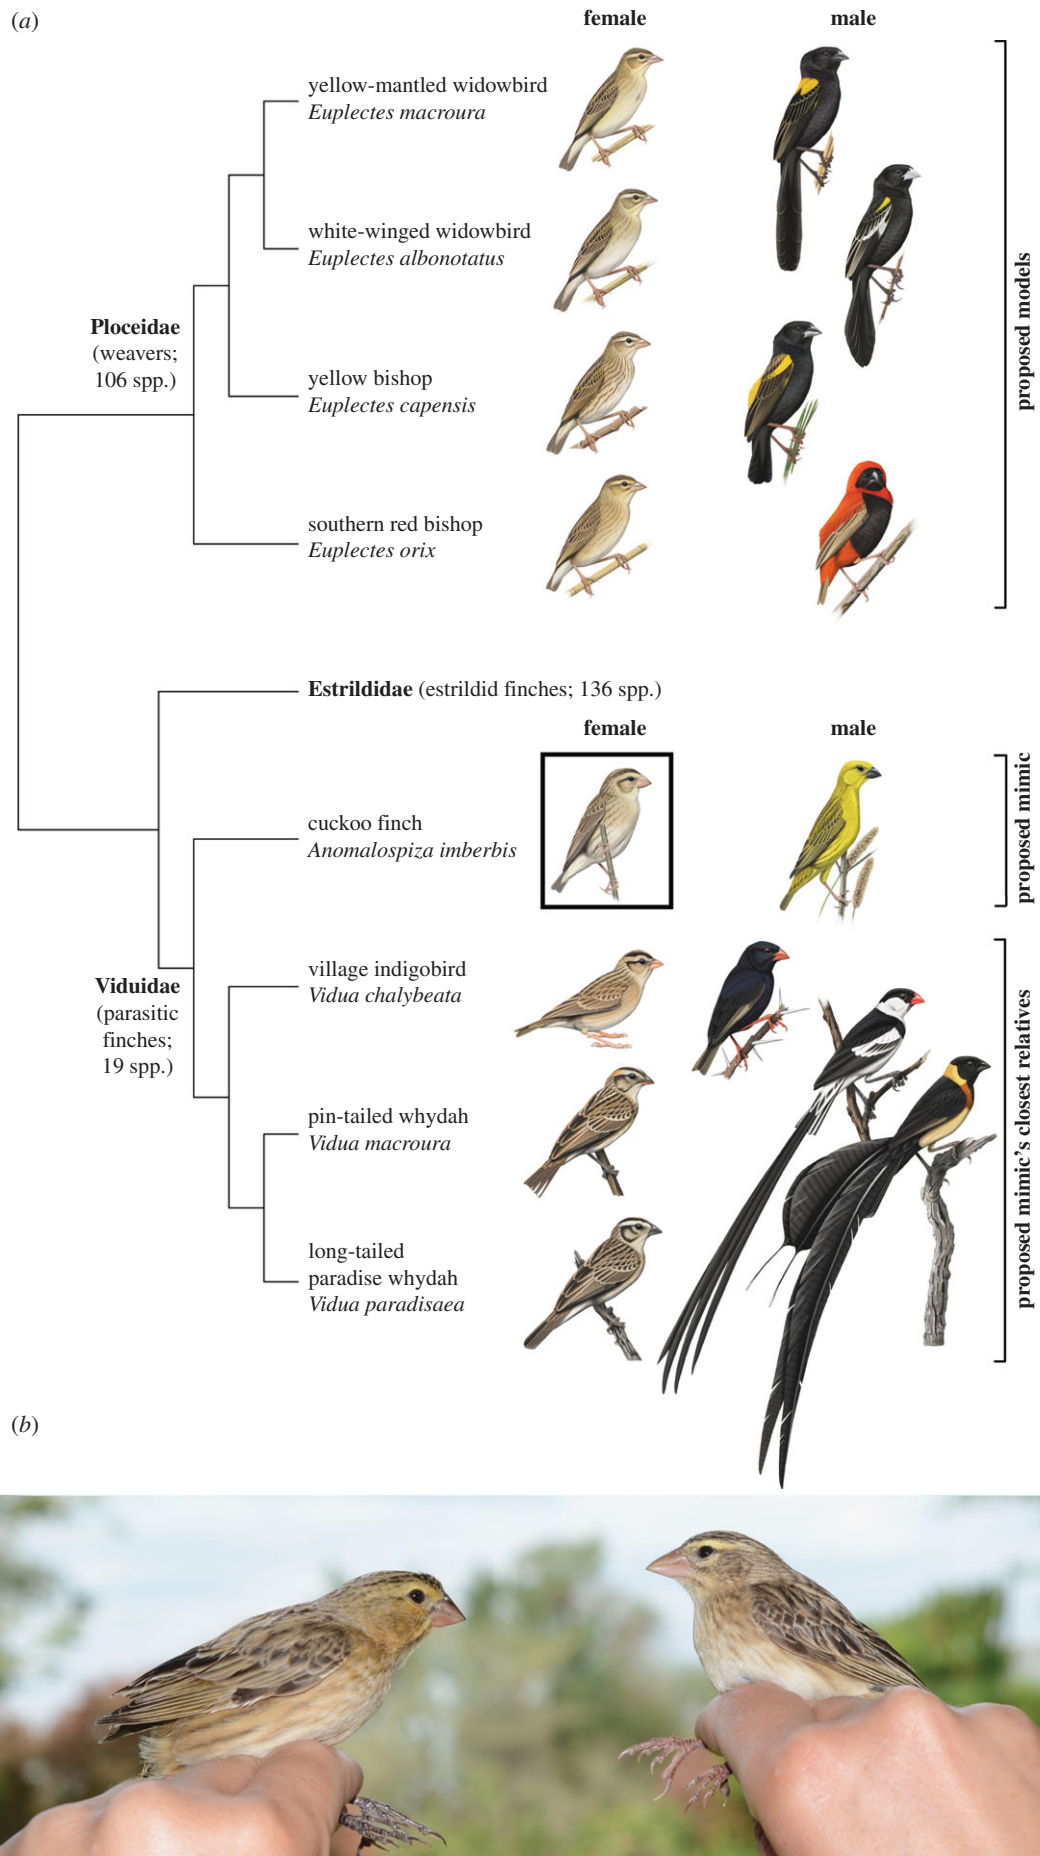 (a)
female male
yellow-mantled widowbird
Euplectes macroura
white-winged widowbird
Euplectes albonotatus
Ploceidae
(weavers;
106 spp.)
yellow bishop
Euplectes capensis
southern red bishop
Euplectes orix
proposed models
Estrildidae (estrildid finches; 136 spp.)
female male
cuckoo finch
Anomalospiza imberbis
proposed mimic
village indigobird
Vidua chalybeata
Viduidae
(parasitic
finches;
19 spp.)
pin-tailed whydah
Vidua macroura
long-tailed
paradise whydah
Vidua paradisaea
proposed mimic's closest relatives
(b)